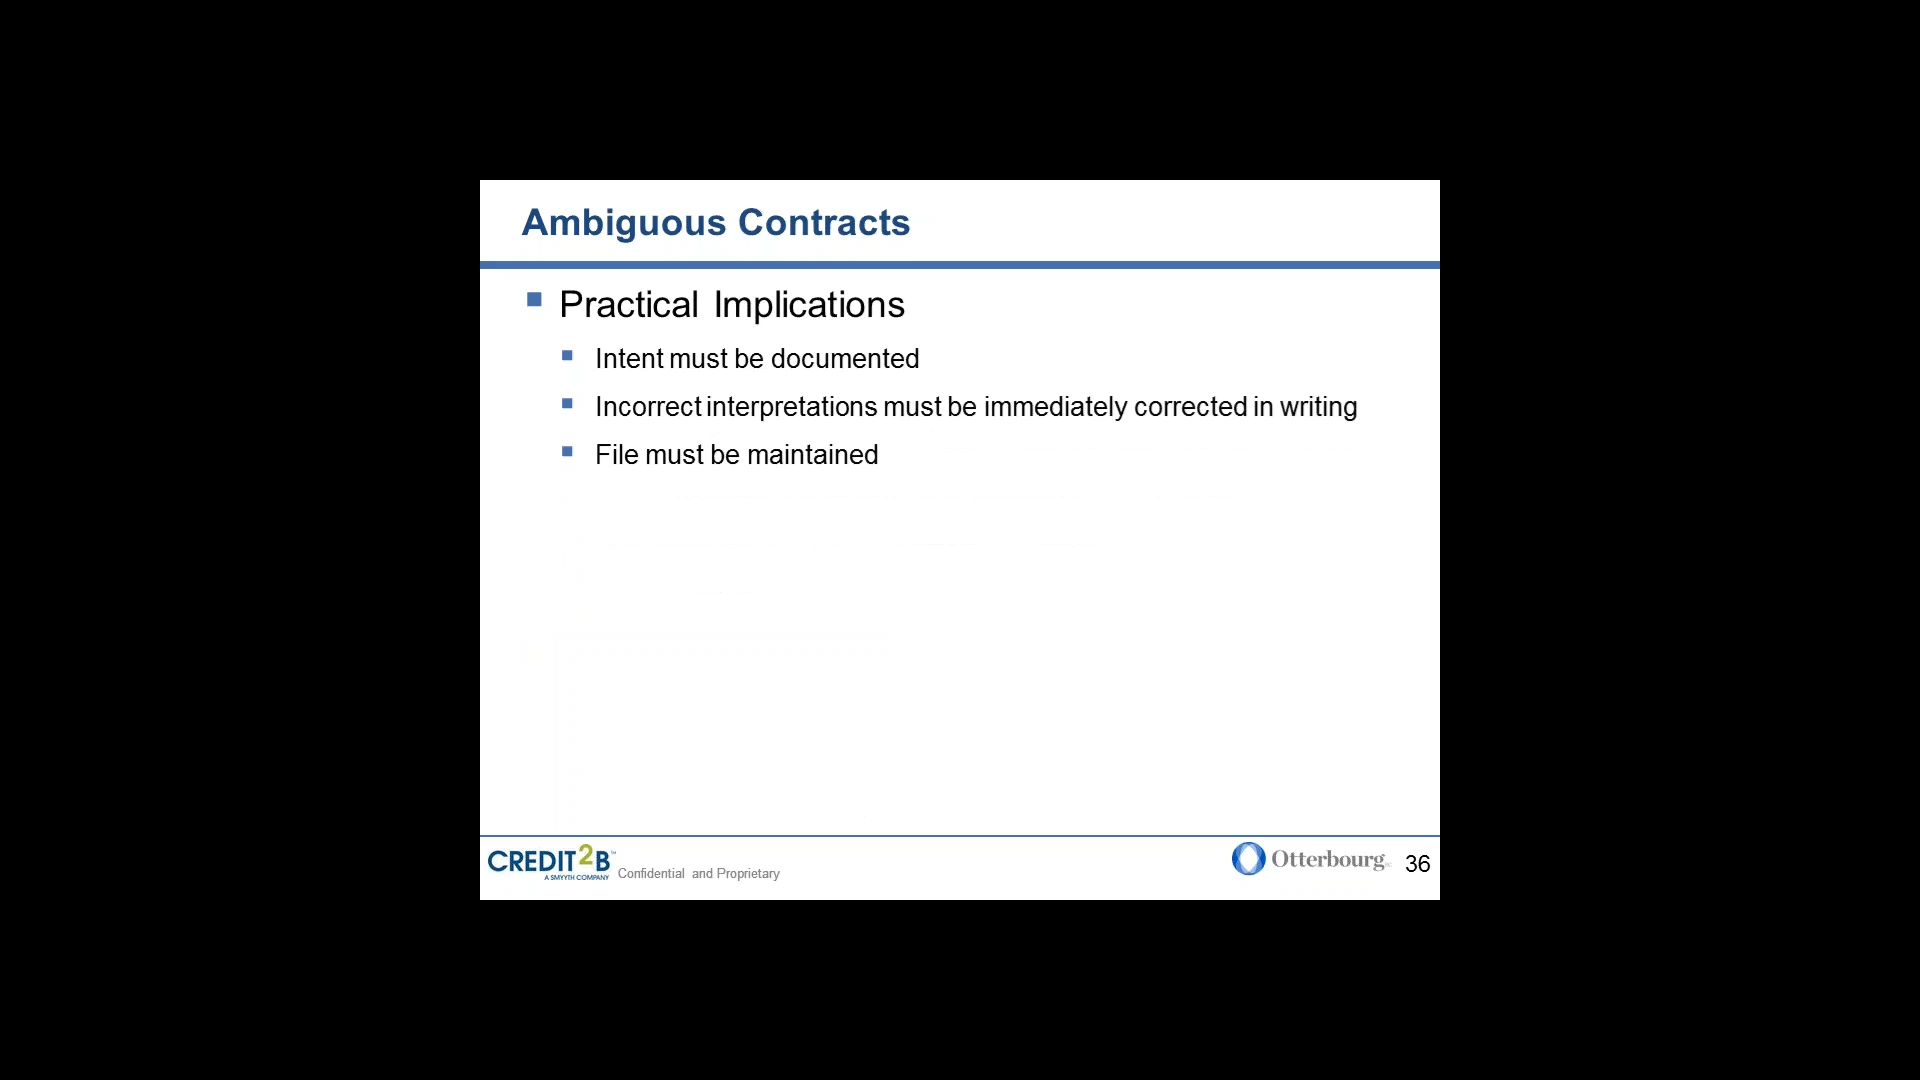 Ambiguous Contracts
Practical Implications
Intent must be documented
Incorrect interpretations must be immediately corrected in writing
File must be maintained
CREDIT2B™
A SMYYTH COMPANY
Confidential and Proprietary
Otterbourg
36